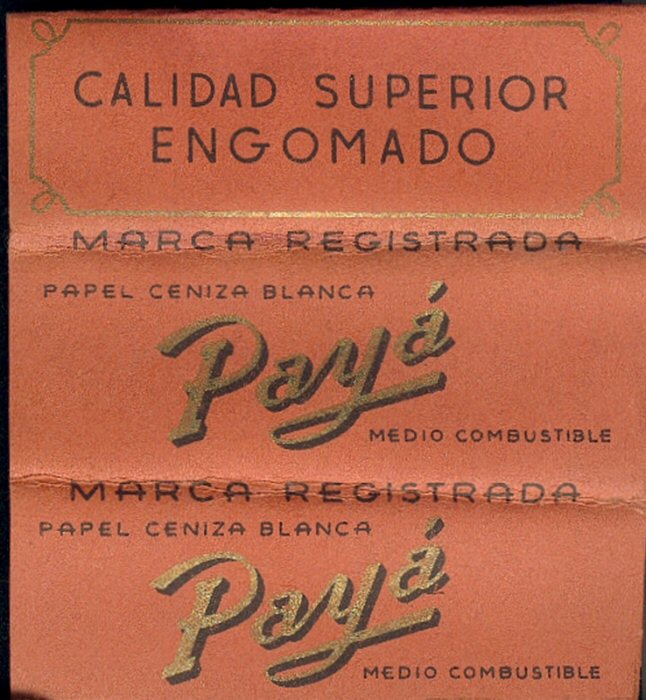 CALIDAD SUPERIOR
ENGOMADO
MARCA REGISTRADA
PAPEL CENIZA BLANCA
Payá
MEDIO COMBUSTIBLE
MARCA REGISTRADA
PAPEL CENIZA BLANCA
Payá
MEDIO COMBUSTIBLE